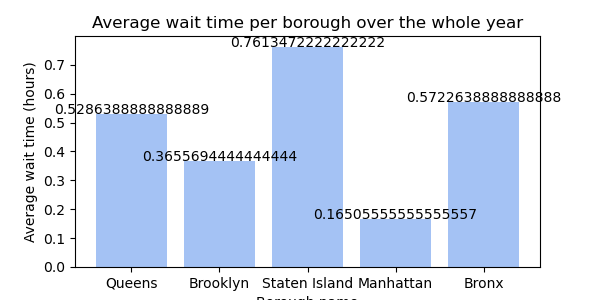 Average wait time per borough over the whole year
Average wait time (hours)
0.7
0.6
0.5
0.4
0.3
0.2
0.1
0.0
0.5286388888888889
0.3655694444444444
0.7613472222222222
0.16505555555555557
0.5722638888888888
Queens
Brooklyn
Staten Island
Manhattan
Bronx
Borough name